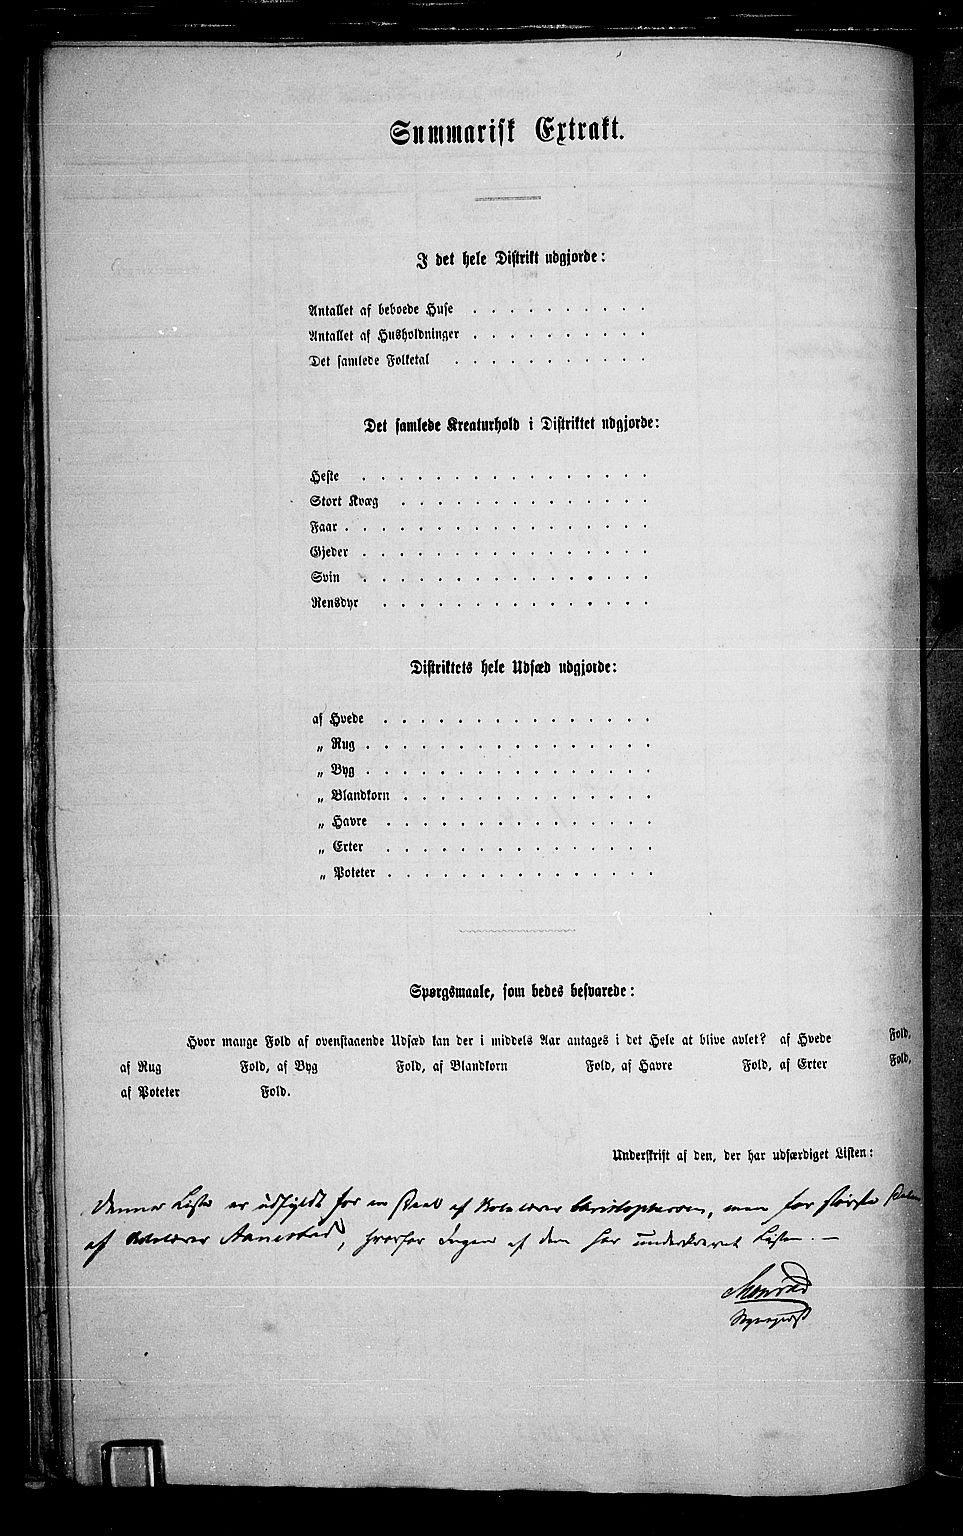 Summarisk Extrakt.
I det hele Distrikt udgjorde:
Antallet af beboede Huse . . . . . . . . . .
Antallet af Husholdninger . . . . . . . . . .
Det samlede Folketal . . . . . . . . . . .
Det samlede Kreaturhold i Distriktet udgjorde:
Heste . . . . . . . . . . . . . . . .
Stort Kvæg . . . . . . . . . . . . . .
Faar . . . . . . . . . . . . . . . . .
Gjeder . . . . . . . . . . . . . . . .
Svin . . . . . . . . . . . . . . . .
Rensdyr . . . . . . . . . . . . . . .
Distriktets hele Udsæd udgjorde:
af Hvede . . . . . . . . . . . . . . .
„ Rug . . . . . . . . . . . . . . . .
„ Byg . . . . . . . . . . . . . . . .
„ Blandkorn . . . . . . . . . . . . . .
„ Havre . . . . . . . . . . . . . . .
„ Erter . . . . . . . . . . . . . . .
„ Poteter . . . . . . . . . . . . . . .
Spørgsmaale, som bedes besvarede:
Hvor mange Fold af ovenstaaende Udsæd kan der i middels Aar antages i det Hele at blive avlet? af Hvede Fold,
af Rug Fold, af Byg Fold, af Blandkorn Fold, af Havre Fold, af Erter Fold,
af Poteter Fold.
Underskrift af den, der har udfærdiget Listen:
Denne Liste er udfyldt for en Deel af Skolelærer Christophersen, men for største Delen
af Skolelærer Aanestad, hvorfor Ingen af dem har underskrevet Listen. —
Monrad